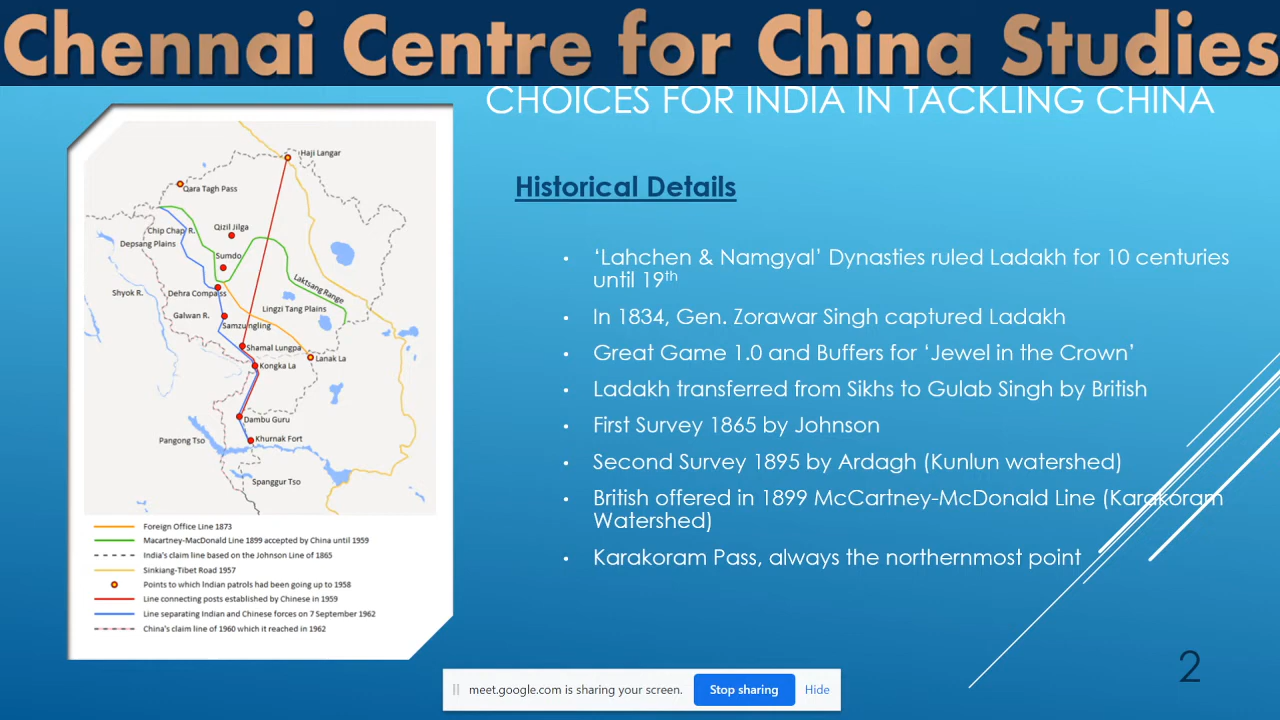 Chennai Centre for China Studies
CHOICES FOR INDIA IN TACKLING CHINA
Historical Details
• ‘Lahchen & Namgyal’ Dynasties ruled Ladakh for 10 centuries
until 19th
• In 1834, Gen. Zorawar Singh captured Ladakh
• Great Game 1.0 and Buffers for ‘Jewel in the Crown’
• Ladakh transferred from Sikhs to Gulab Singh by British
• First Survey 1865 by Johnson
• Second Survey 1895 by Ardagh (Kunlun watershed)
• British offered in 1899 McCartney-McDonald Line (Karakoram
Watershed)
• Karakoram Pass, always the northernmost point
Haji Langar
Qara Tagh Pass
Chip Chap R.
Qizil Jilga
Depsang Plains
Sumdo
Laktsang Range
Shyok R.
Dehra Compass
Lingzi Tang Plains
Galwan R.
Samzungling
Shamal Lungpa
Lanak La
Kongka La
Dambu Guru
Pangong Tso
Khurnak Fort
Spanggur Tso
Foreign Office Line 1873
Macartney-MacDonald Line 1899 accepted by China until 1959
India's claim line based on the Johnson Line of 1865
Sinkiang-Tibet Road 1957
Points to which Indian patrols had been going up to 1958
Line connecting posts established by Chinese in 1959
Line separating Indian and Chinese forces on 7 September 1962
China's claim line of 1960 which it reached in 1962
2
meet.google.com is sharing your screen.
Stop sharing
Hide